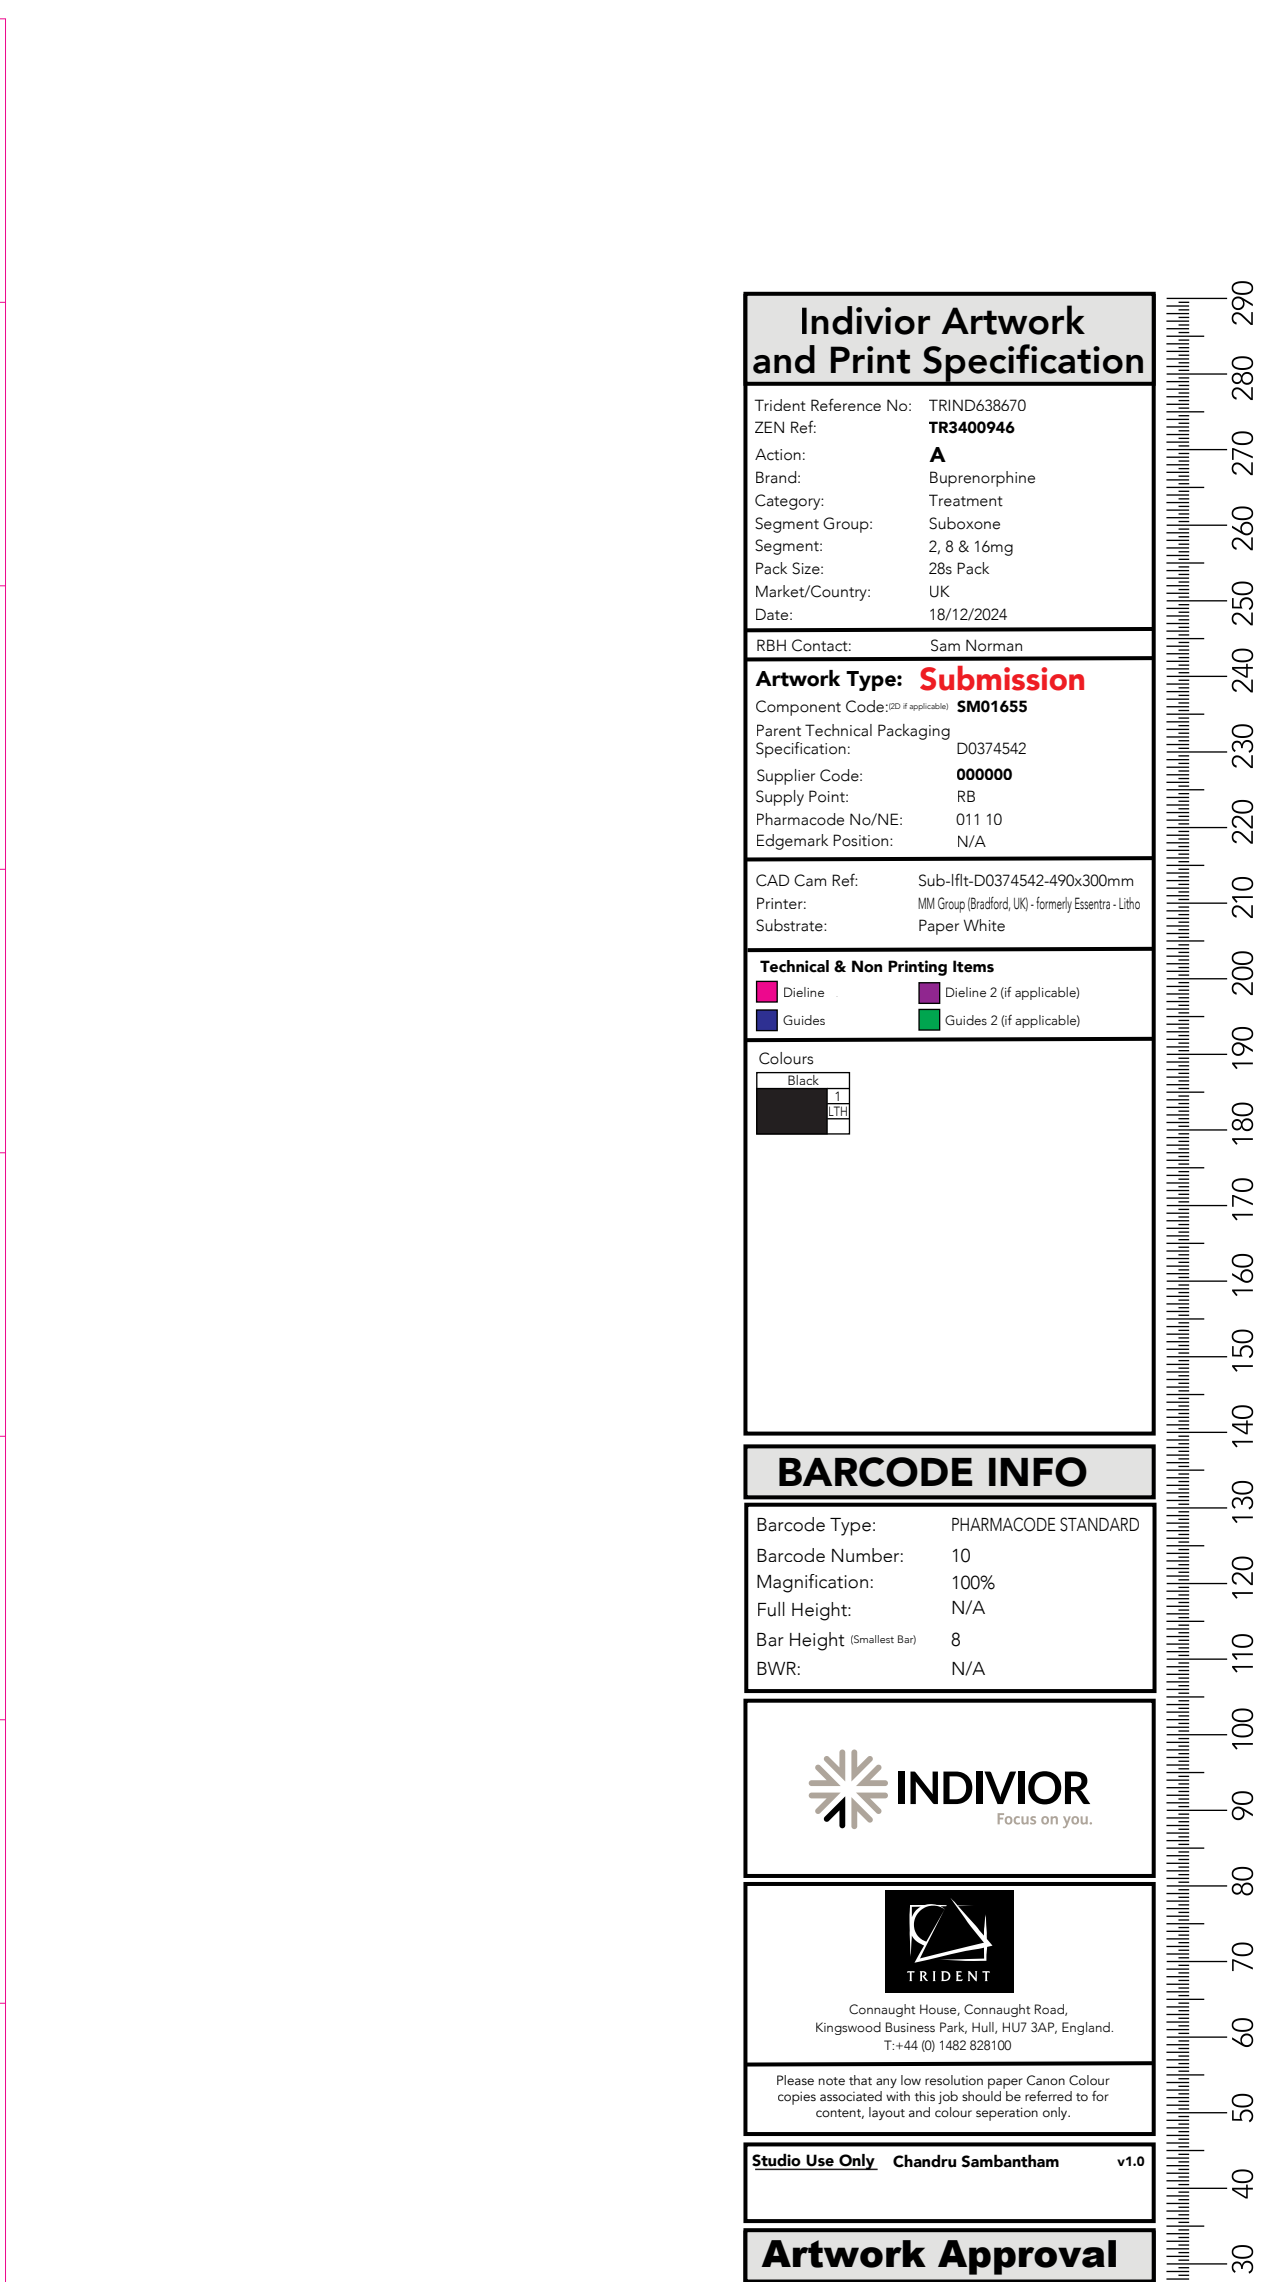 Indivior Artwork
and Print Specification
Trident Reference No: TRIND638670
ZEN Ref: TR3400946
Action: A
Brand: Buprenorphine
Category: Treatment
Segment Group: Suboxone
Segment: 2, 8 & 16mg
Pack Size: 28s Pack
Market/Country: UK
Date: 18/12/2024
RBH Contact: Sam Norman
Artwork Type: Submission
Component Code:(2D if applicable) SM01655
Parent Technical Packaging
Specification: D0374542
Supplier Code: 000000
Supply Point: RB
Pharmacode No/NE: 011 10
Edgemark Position: N/A
CAD Cam Ref: Sub-lflt-D0374542-490x300mm
Printer: MM Group (Bradford, UK) - formerly Essentra - Litho
Substrate: Paper White
Technical & Non Printing Items
Dieline Dieline 2 (if applicable)
Guides Guides 2 (if applicable)
Colours
Black
1
LTH
BARCODE INFO
Barcode Type: PHARMACODE STANDARD
Barcode Number: 10
Magnification: 100%
Full Height: N/A
Bar Height (Smallest Bar) 8
BWR: N/A
INDIVIOR
Focus on you.
TRIDENT
Connaught House, Connaught Road,
Kingswood Business Park, Hull, HU7 3AP, England.
T:+44 (0) 1482 828100
Please note that any low resolution paper Canon Colour
copies associated with this job should be referred to for
content, layout and colour seperation only.
Studio Use Only Chandru Sambantham v1.0
Artwork Approval
290
280
270
260
250
240
230
220
210
200
190
180
170
160
150
140
130
120
110
100
90
80
70
60
50
40
30